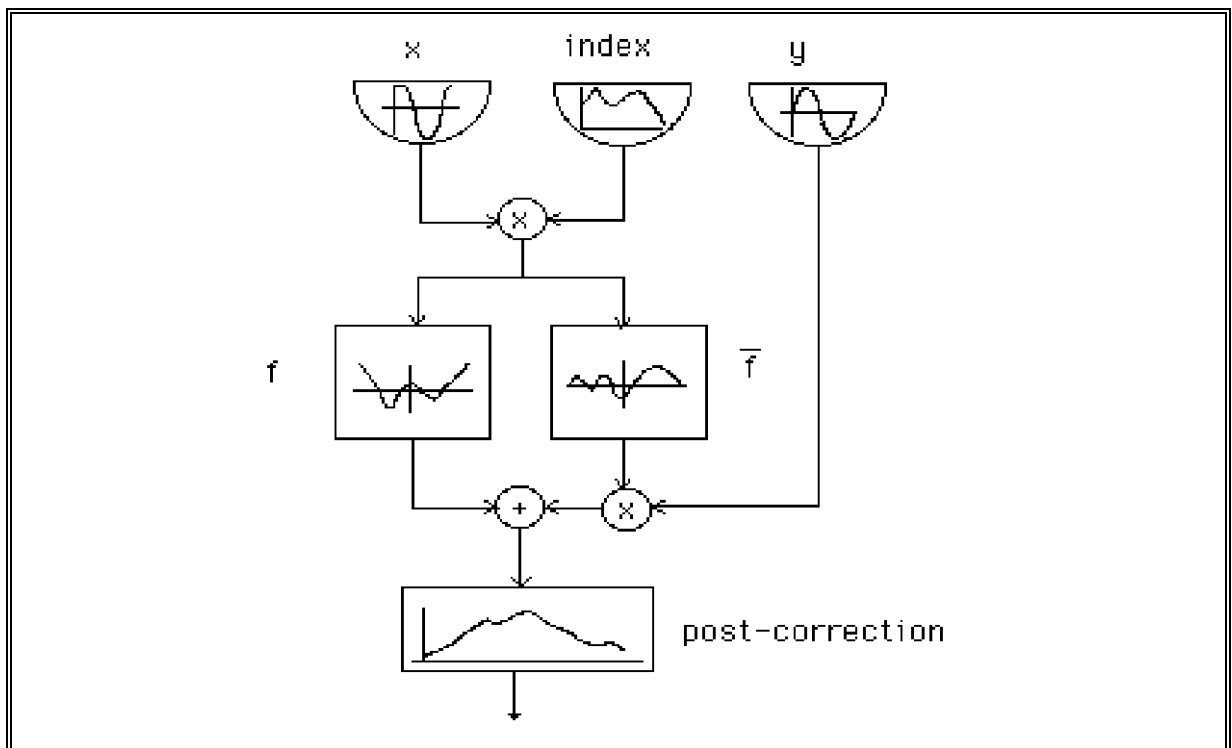 x index y
x
f f̅
+ x
post-correction